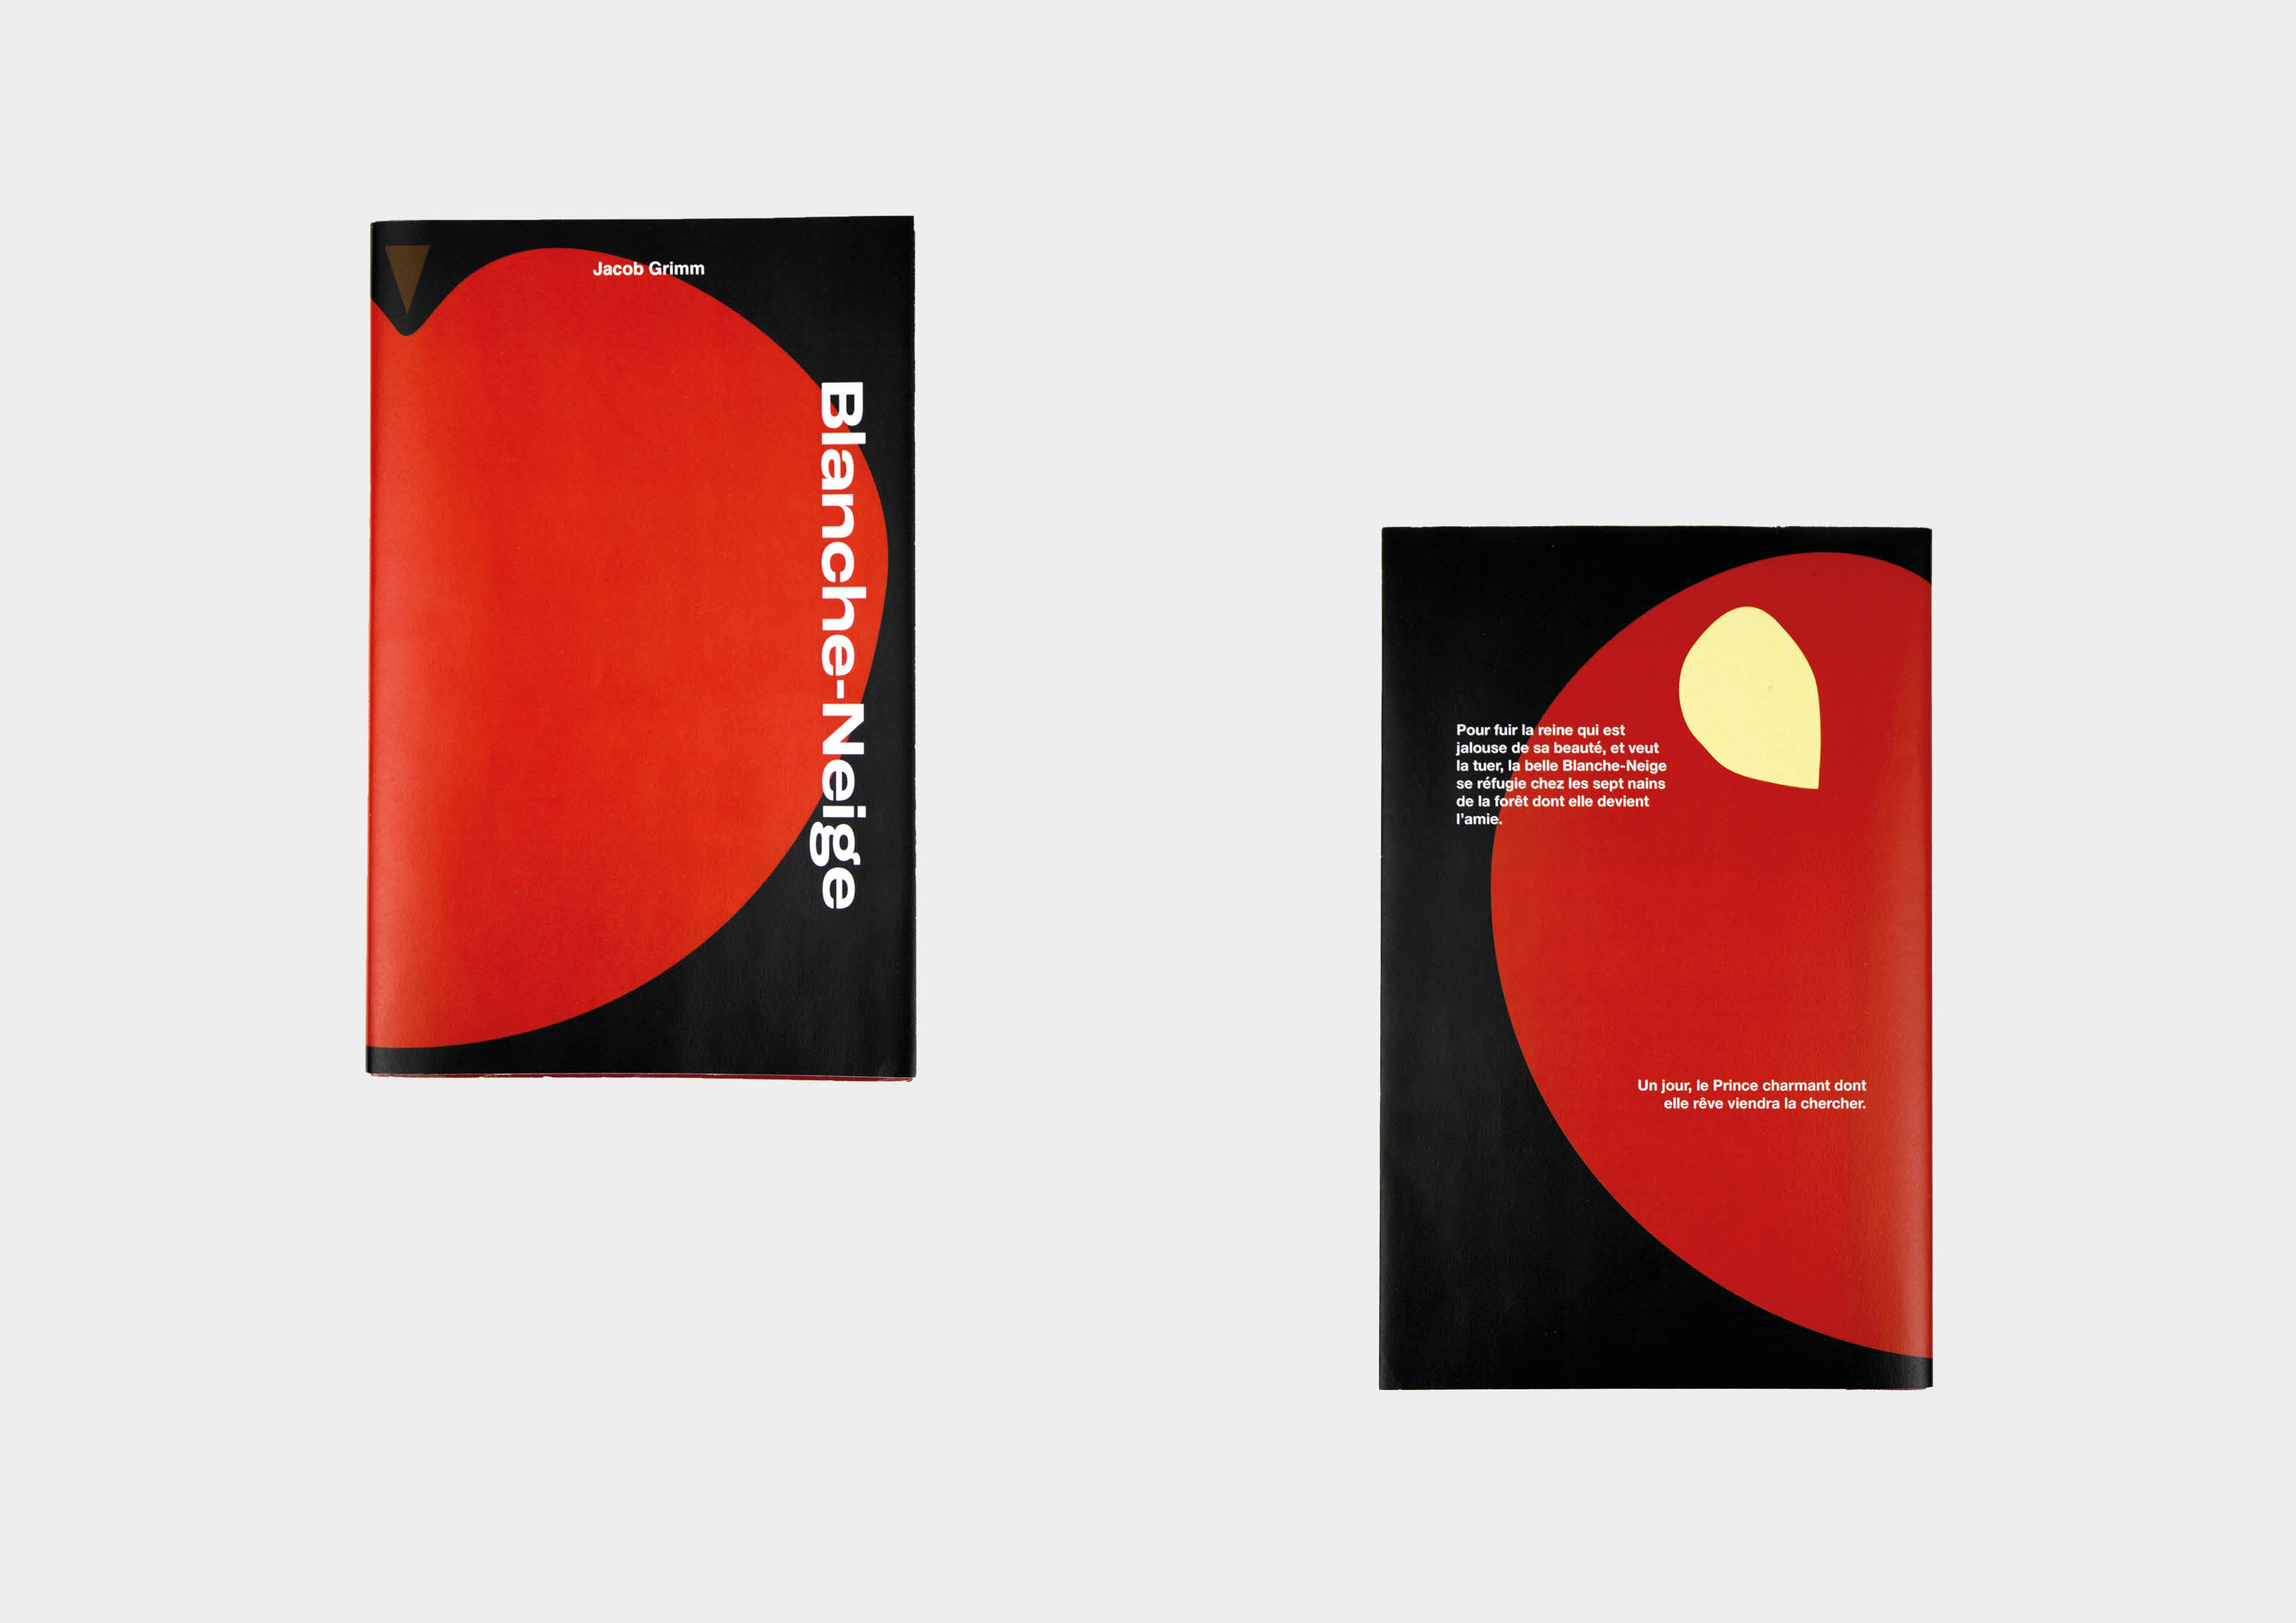 Jacob Grimm
Blanche-Neige
Pour fuir la reine qui est
jalouse de sa beauté, et veut
la tuer, la belle Blanche-Neige
se réfugie chez les sept nains
de la forêt dont elle devient
l’amie.
Un jour, le Prince charmant dont
elle rêve viendra la chercher.